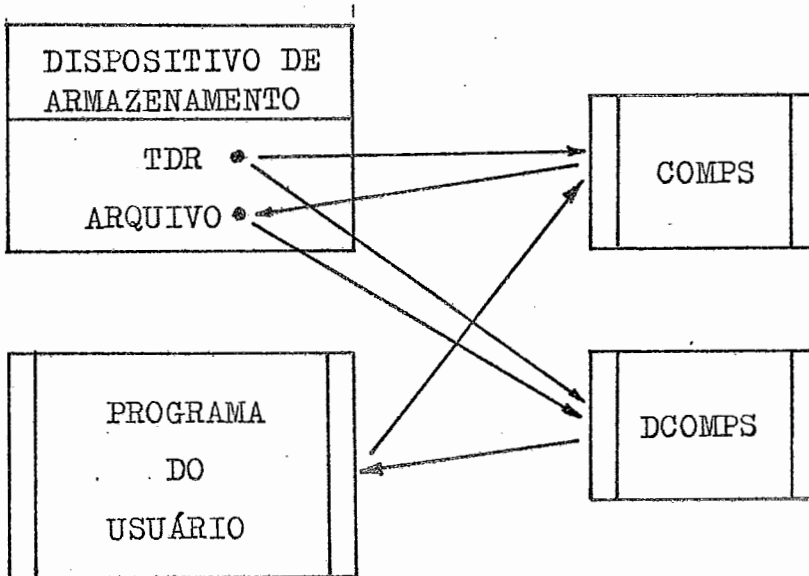 DISPOSITIVO DE
ARMAZENAMENTO
TDR
ARQUIVO
COMPS
PROGRAMA
DO
USUÁRIO
DCOMPS